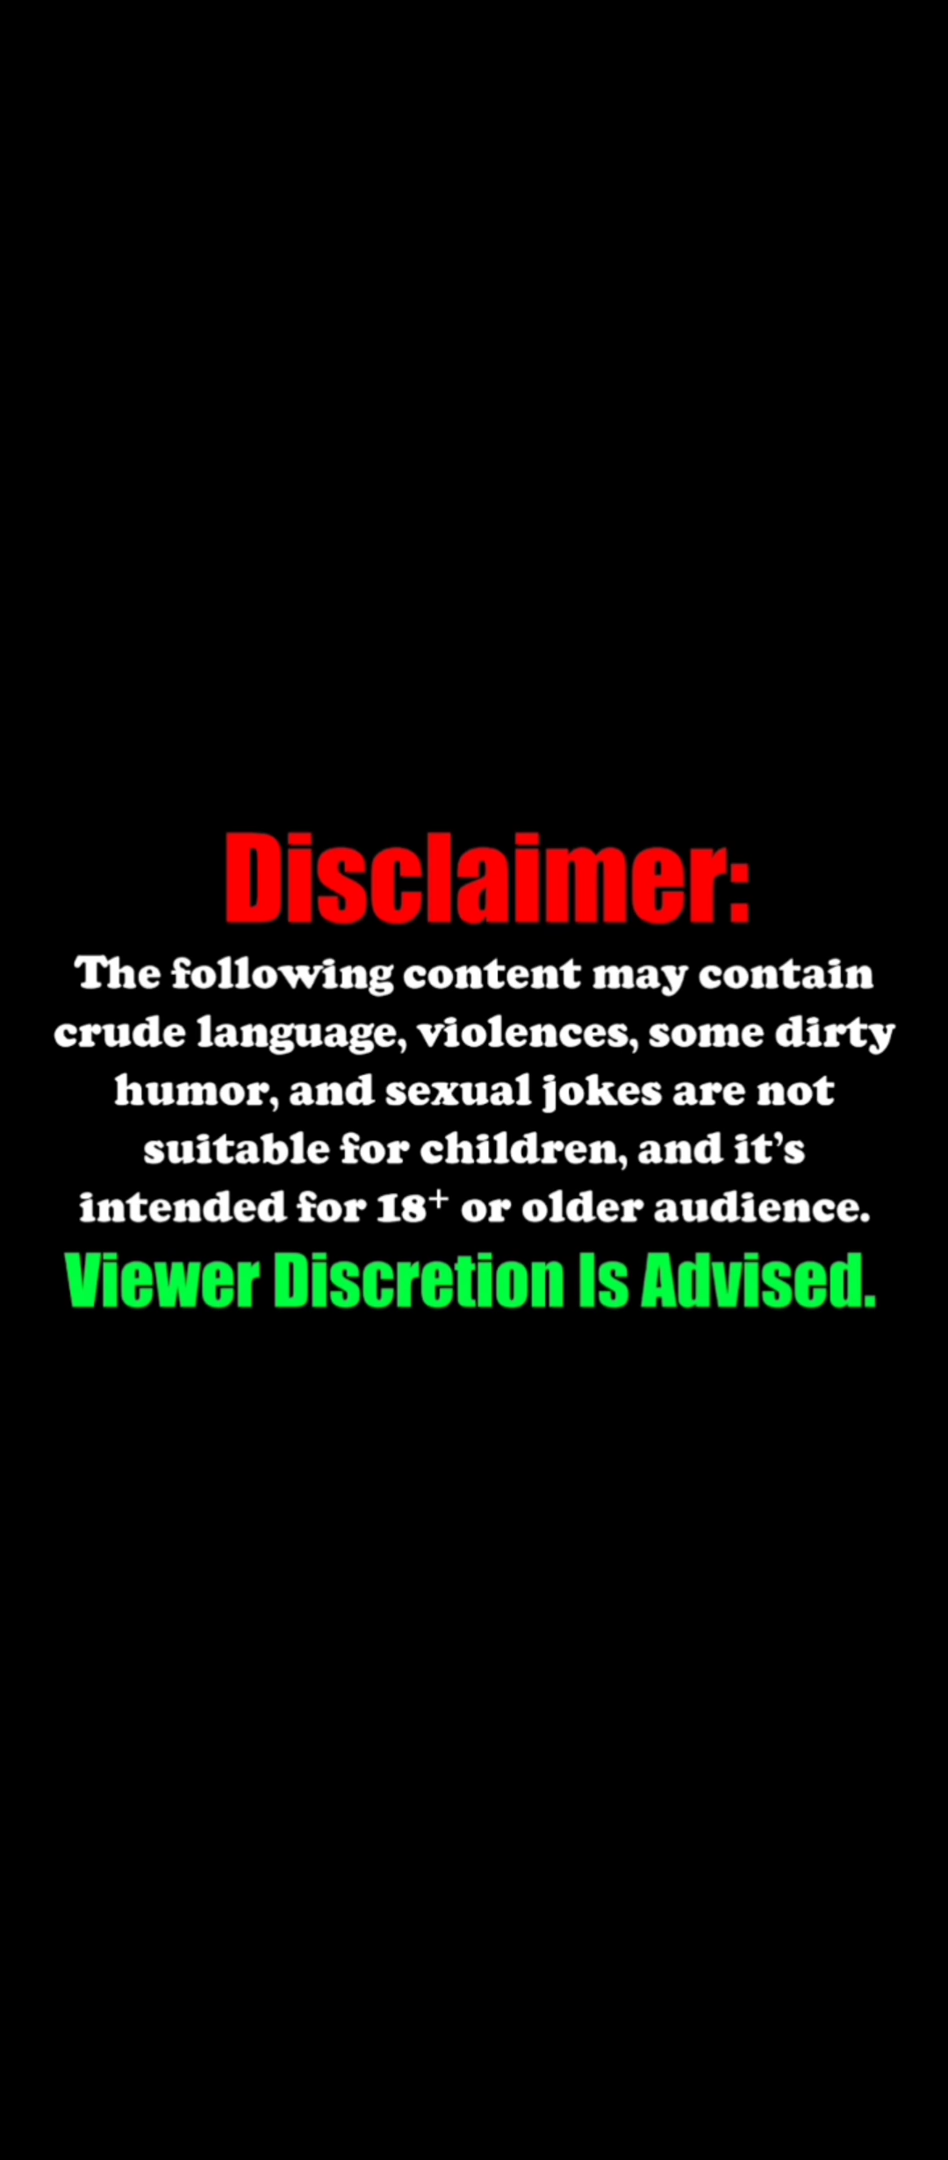 Disclaimer:
The following content may contain
crude language, violences, some dirty
humor, and sexual jokes are not
suitable for children, and it’s
intended for 18⁺ or older audience.
Viewer Discretion Is Advised.